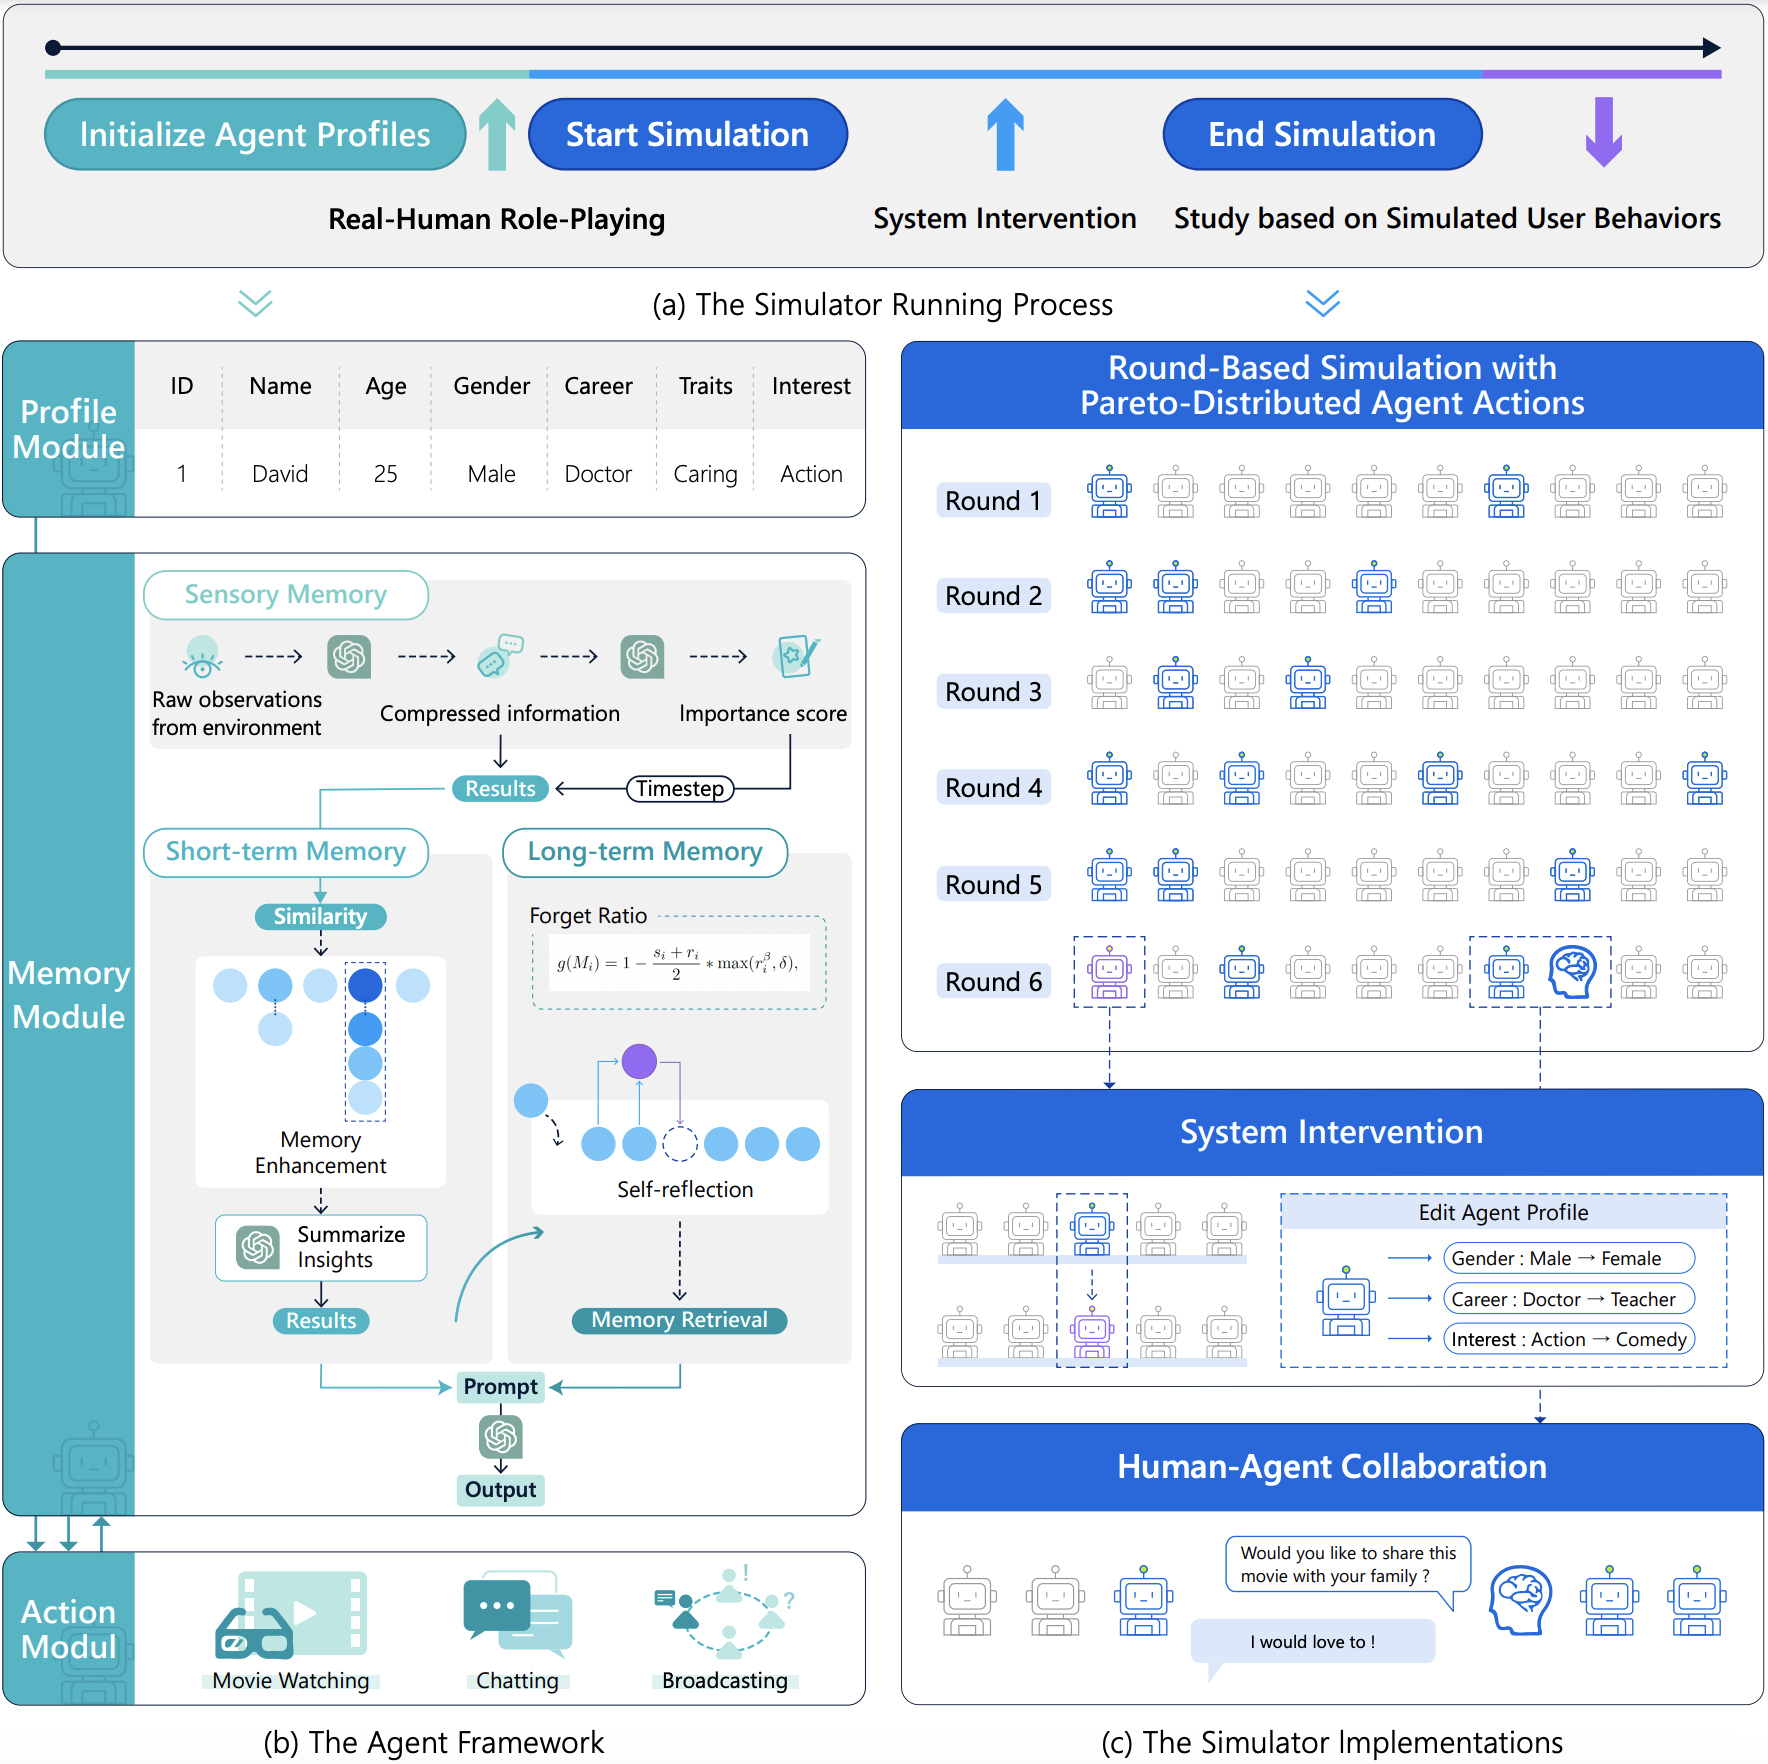 Initialize Agent Profiles
Start Simulation
End Simulation
Real-Human Role-Playing
System Intervention
Study based on Simulated User Behaviors
(a) The Simulator Running Process
Profile
Module
ID Name Age Gender Career Traits Interest
1 David 25 Male Doctor Caring Action
Memory
Module
Sensory Memory
Raw observations
from environment
Compressed information
Importance score
Results
Timestep
Short-term Memory
Similarity
Memory
Enhancement
Summarize
Insights
Results
Long-term Memory
Forget Ratio
g(M_i) = 1 − (s_i + r_i)/2 ∗ max(r_i^β, δ),
Self-reflection
Memory Retrieval
Prompt
Output
Action
Modul
Movie Watching
Chatting
! ?
Broadcasting
(b) The Agent Framework
Round-Based Simulation with
Pareto-Distributed Agent Actions
Round 1
Round 2
Round 3
Round 4
Round 5
Round 6
System Intervention
Edit Agent Profile
Gender : Male → Female
Career : Doctor → Teacher
Interest : Action → Comedy
Human-Agent Collaboration
Would you like to share this
movie with your family ?
I would love to !
(c) The Simulator Implementations